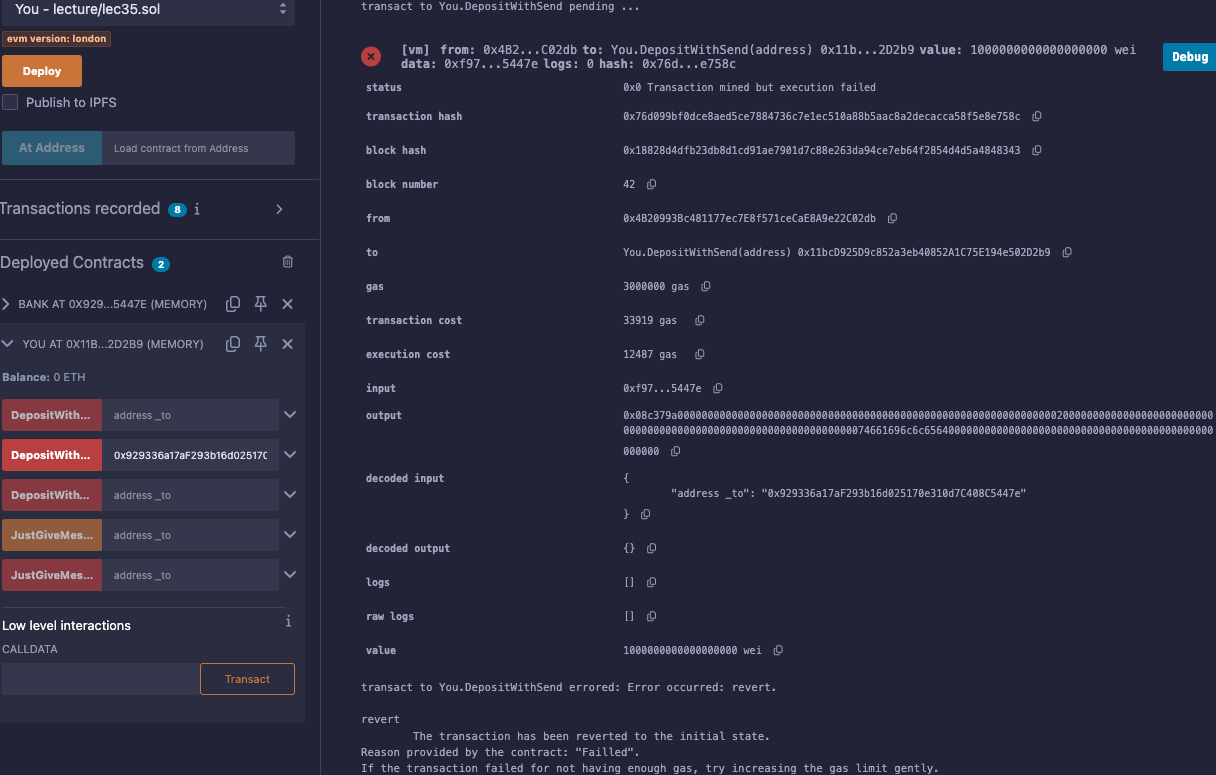 You - lecture/lec35.sol
evm version: london
Deploy
Publish to IPFS
At Address
Load contract from Address
Transactions recorded 8 i
Deployed Contracts 2
BANK AT 0X929...5447E (MEMORY)
YOU AT 0X11B...2D2B9 (MEMORY)
Balance: 0 ETH
DepositWith... address _to
DepositWith... 0x929336a17aF293b16d02517(
DepositWith... address _to
JustGiveMes... address _to
JustGiveMes... address _to
Low level interactions i
CALLDATA
Transact
transact to You.DepositWithSend pending ...
[vm] from: 0x4B2...C02db to: You.DepositWithSend(address) 0x11b...2D2b9 value: 1000000000000000000 wei
data: 0xf97...5447e logs: 0 hash: 0x76d...e758c
Debug
status 0x0 Transaction mined but execution failed
transaction hash 0x76d099bf0dce8aed5ce7884736c7e1ec510a88b5aac8a2decacca58f5e8e758c
block hash 0x18828d4dfb23db8d1cd91ae7901d7c88e263da94ce7eb64f2854d4d5a4848343
block number 42
from 0x4B20993Bc481177ec7E8f571ceCaE8A9e22C02db
to You.DepositWithSend(address) 0x11bcD925D9c852a3eb40852A1C75E194e502D2b9
gas 3000000 gas
transaction cost 33919 gas
execution cost 12487 gas
input 0xf97...5447e
output
000000
decoded input {
"address _to": "0x929336a17aF293b16d025170e310d7C408C5447e"
}
decoded output {}
logs []
raw logs []
value 1000000000000000000 wei
transact to You.DepositWithSend errored: Error occurred: revert.
revert
The transaction has been reverted to the initial state.
Reason provided by the contract: "Failled".
If the transaction failed for not having enough gas, try increasing the gas limit gently.